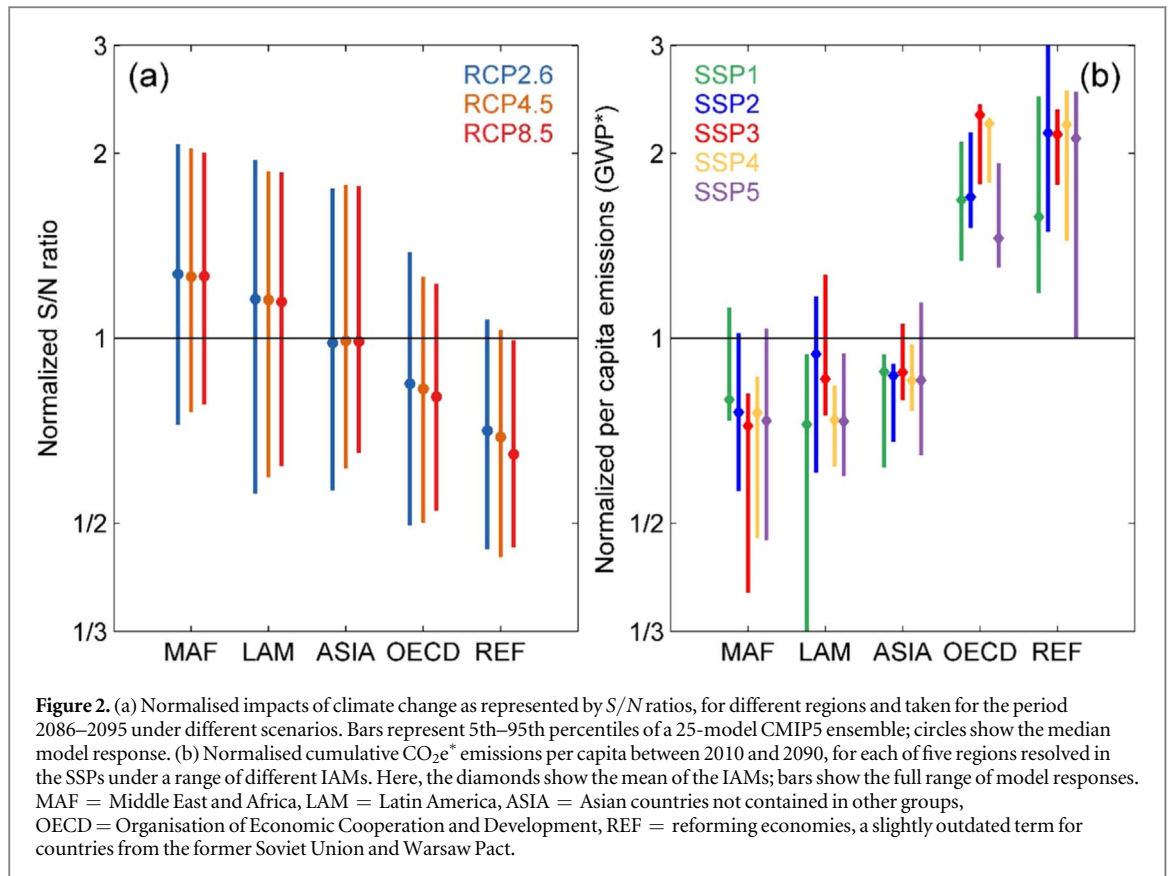 (a)
RCP2.6
RCP4.5
RCP8.5
Normalized S/N ratio
3
2
1
1/2
1/3
MAF LAM ASIA OECD REF
(b)
SSP1
SSP2
SSP3
SSP4
SSP5
Normalized per capita emissions (GWP*)
3
2
1
1/2
1/3
MAF LAM ASIA OECD REF
Figure 2. (a) Normalised impacts of climate change as represented by S/N ratios, for different regions and taken for the period
2086–2095 under different scenarios. Bars represent 5th–95th percentiles of a 25-model CMIP5 ensemble; circles show the median
model response. (b) Normalised cumulative CO₂e* emissions per capita between 2010 and 2090, for each of five regions resolved in
the SSPs under a range of different IAMs. Here, the diamonds show the mean of the IAMs; bars show the full range of model responses.
MAF = Middle East and Africa, LAM = Latin America, ASIA = Asian countries not contained in other groups,
OECD = Organisation of Economic Cooperation and Development, REF = reforming economies, a slightly outdated term for
countries from the former Soviet Union and Warsaw Pact.